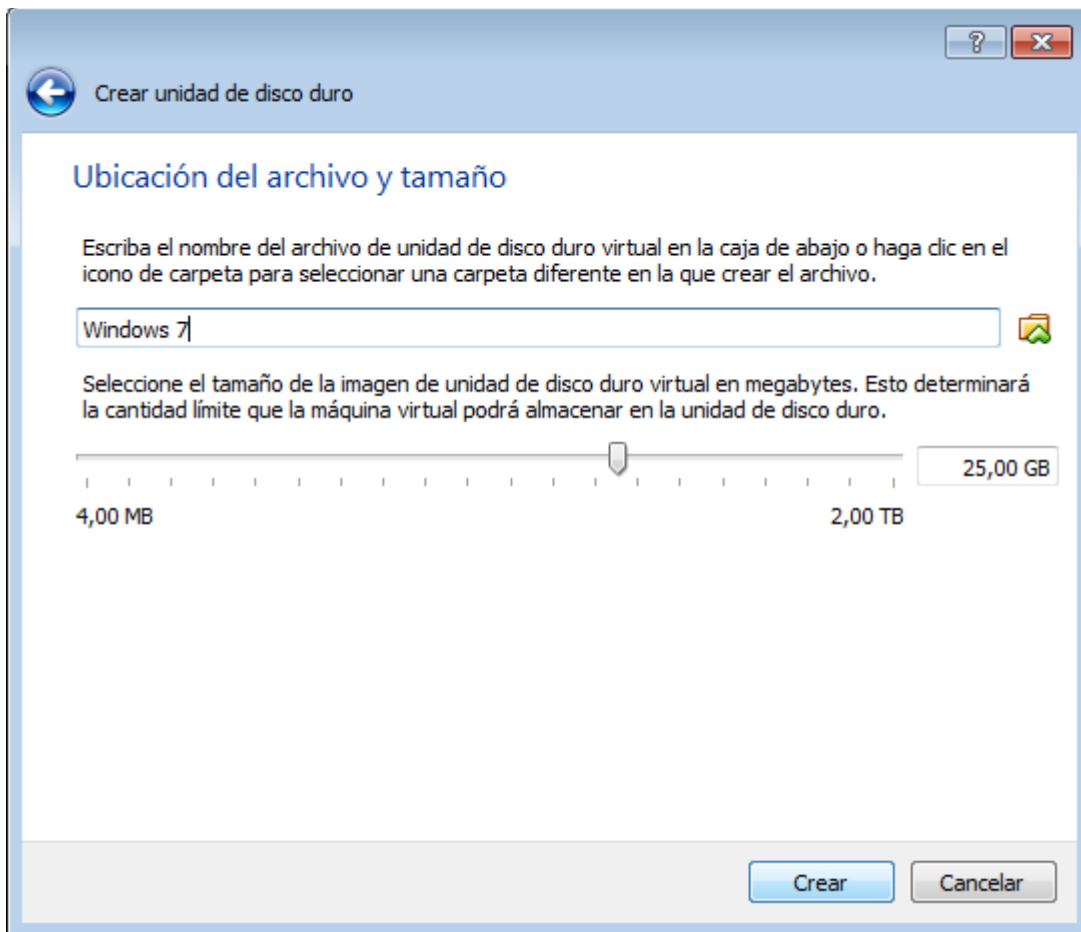 ?
Crear unidad de disco duro
Ubicación del archivo y tamaño
Escriba el nombre del archivo de unidad de disco duro virtual en la caja de abajo o haga clic en el
icono de carpeta para seleccionar una carpeta diferente en la que crear el archivo.
Windows 7
Seleccione el tamaño de la imagen de unidad de disco duro virtual en megabytes. Esto determinará
la cantidad límite que la máquina virtual podrá almacenar en la unidad de disco duro.
25,00 GB
4,00 MB 2,00 TB
Crear Cancelar